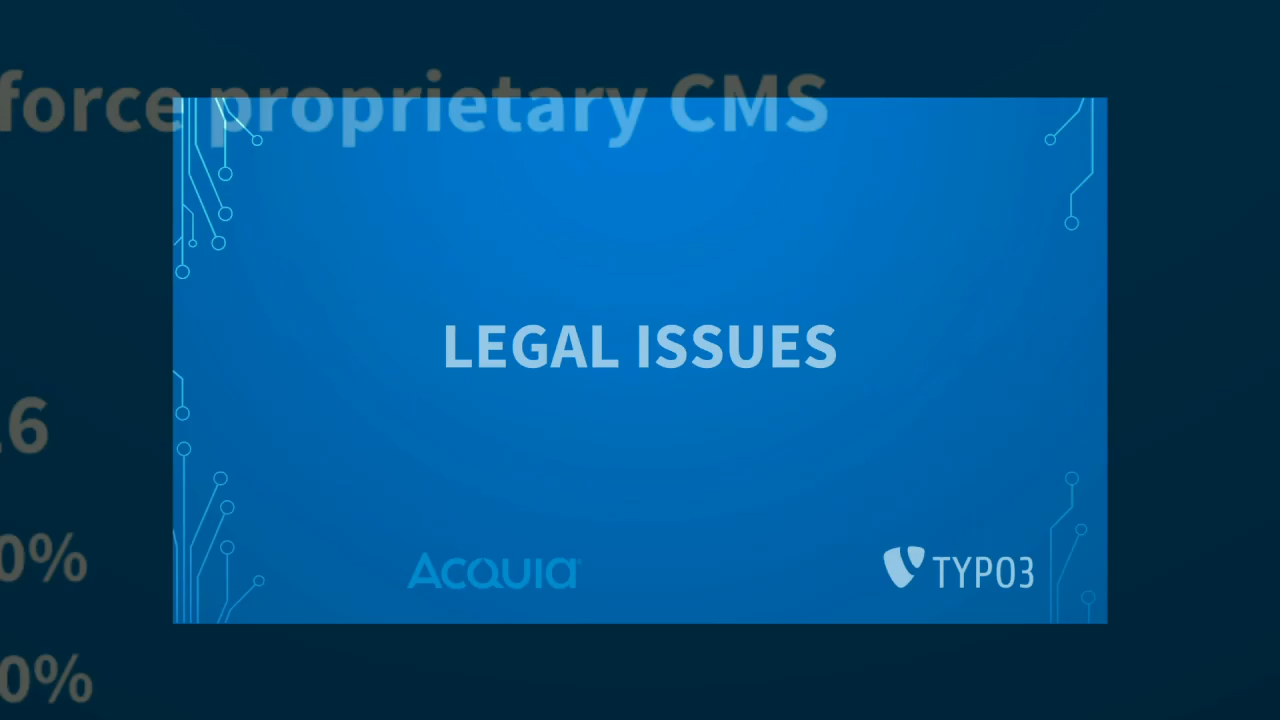 force proprietary CMS
LEGAL ISSUES
6
0%
ACQUIA
TYPO3
0%